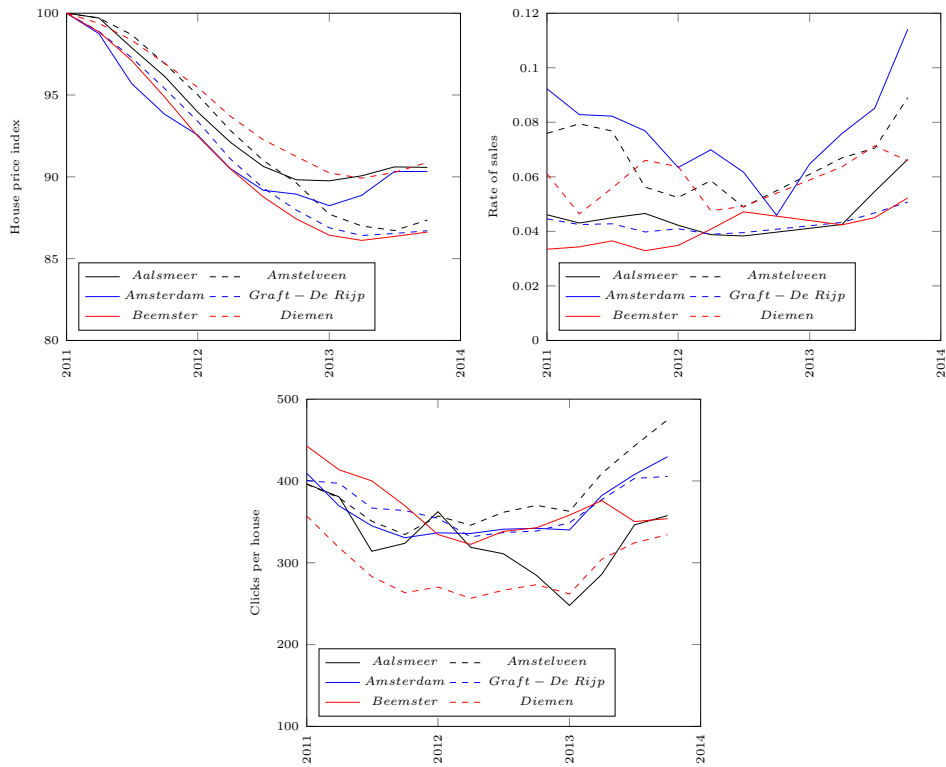 House price index
100
95
90
85
80
2011
2012
2013
2014
Aalsmeer Amstelveen
Amsterdam Graft − De Rijp
Beemster Diemen
Rate of sales
0.12
0.1
0.08
0.06
0.04
0.02
0
2011
2012
2013
2014
Aalsmeer Amstelveen
Amsterdam Graft − De Rijp
Beemster Diemen
Clicks per house
500
400
300
200
100
2011
2012
2013
2014
Aalsmeer Amstelveen
Amsterdam Graft − De Rijp
Beemster Diemen